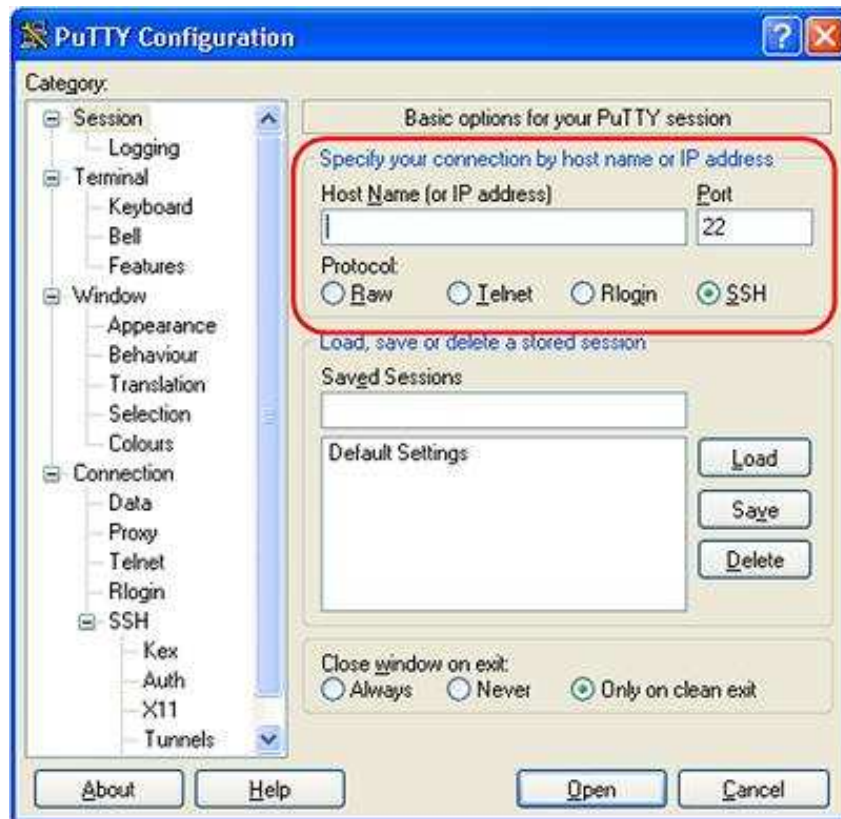 PuTTY Configuration
Category:
Session
Logging
Terminal
Keyboard
Bell
Features
Window
Appearance
Behaviour
Translation
Selection
Colours
Connection
Data
Proxy
Telnet
Rlogin
SSH
Kex
Auth
X11
Tunnels
Basic options for your PuTTY session
Specify your connection by host name or IP address
Host Name (or IP address) Port
22
Protocol:
Raw Telnet Rlogin SSH
Load, save or delete a stored session
Saved Sessions
Default Settings
Load
Save
Delete
Close window on exit:
Always Never Only on clean exit
About Help Open Cancel